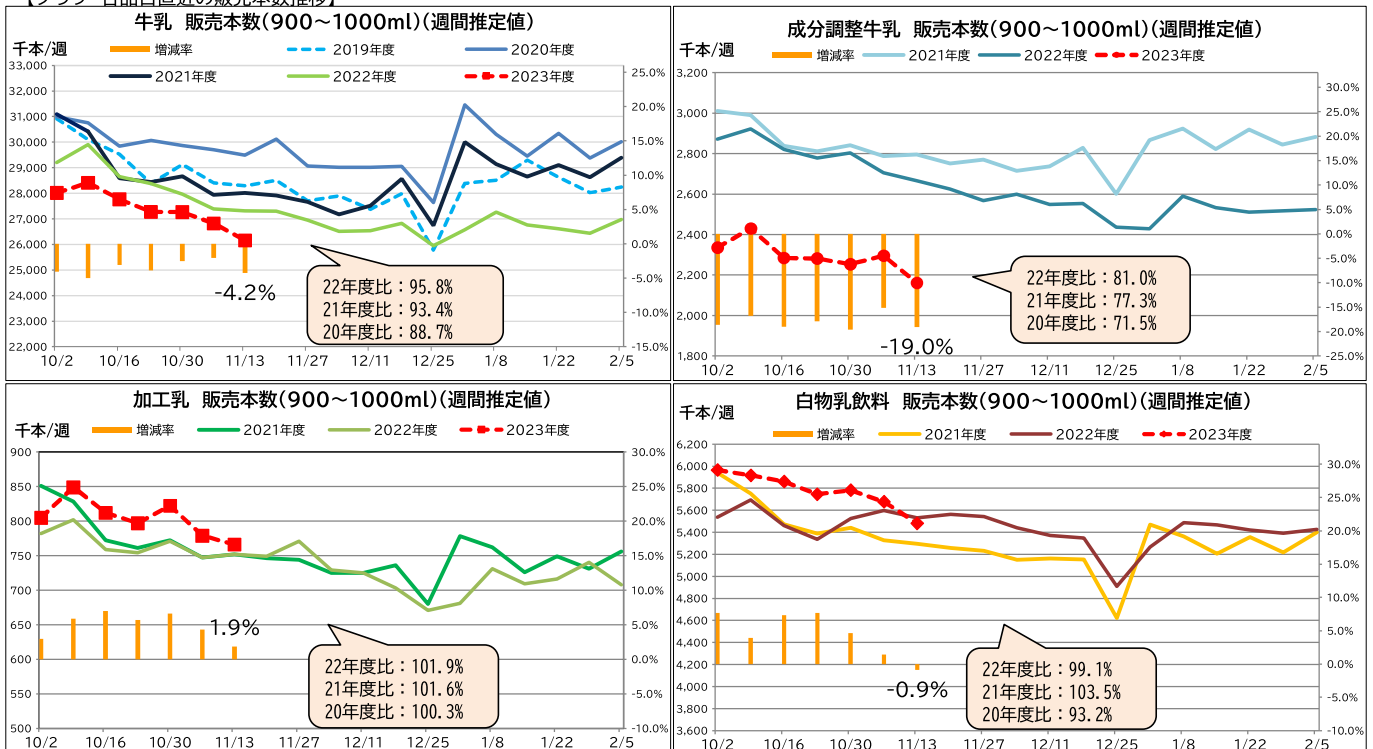 牛乳 販売本数(900～1000ml)(週間推定値)
千本/週
増減率 2019年度 2020年度
2021年度 2022年度 2023年度
33,000
32,000
31,000
30,000
29,000
28,000
27,000
26,000
25,000
24,000
23,000
22,000
25.0%
20.0%
15.0%
10.0%
5.0%
0.0%
-5.0%
-10.0%
-15.0%
-4.2%
22年度比：95.8%
21年度比：93.4%
20年度比：88.7%
10/2 10/16 10/30 11/13 11/27 12/11 12/25 1/8 1/22 2/5
成分調整牛乳 販売本数(900～1000ml)(週間推定値)
千本/週
増減率 2021年度 2022年度 2023年度
3,200
3,000
2,800
2,600
2,400
2,200
2,000
1,800
30.0%
25.0%
20.0%
15.0%
10.0%
5.0%
0.0%
-5.0%
-10.0%
-15.0%
-20.0%
-25.0%
-19.0%
22年度比：81.0%
21年度比：77.3%
20年度比：71.5%
10/2 10/16 10/30 11/13 11/27 12/11 12/25 1/8 1/22 2/5
加工乳 販売本数(900～1000ml)(週間推定値)
千本/週
増減率 2021年度 2022年度 2023年度
900
850
800
750
700
650
600
550
500
30.0%
25.0%
20.0%
15.0%
10.0%
5.0%
0.0%
-5.0%
-10.0%
1.9%
22年度比：101.9%
21年度比：101.6%
20年度比：100.3%
10/2 10/16 10/30 11/13 11/27 12/11 12/25 1/8 1/22 2/5
白物乳飲料 販売本数(900～1000ml)(週間推定値)
千本/週
増減率 2021年度 2022年度 2023年度
6,200
6,000
5,800
5,600
5,400
5,200
5,000
4,800
4,600
4,400
4,200
4,000
3,800
3,600
30.0%
25.0%
20.0%
15.0%
10.0%
5.0%
0.0%
-5.0%
-10.0%
-0.9%
22年度比：99.1%
21年度比：103.5%
20年度比：93.2%
10/2 10/16 10/30 11/13 11/27 12/11 12/25 1/8 1/22 2/5